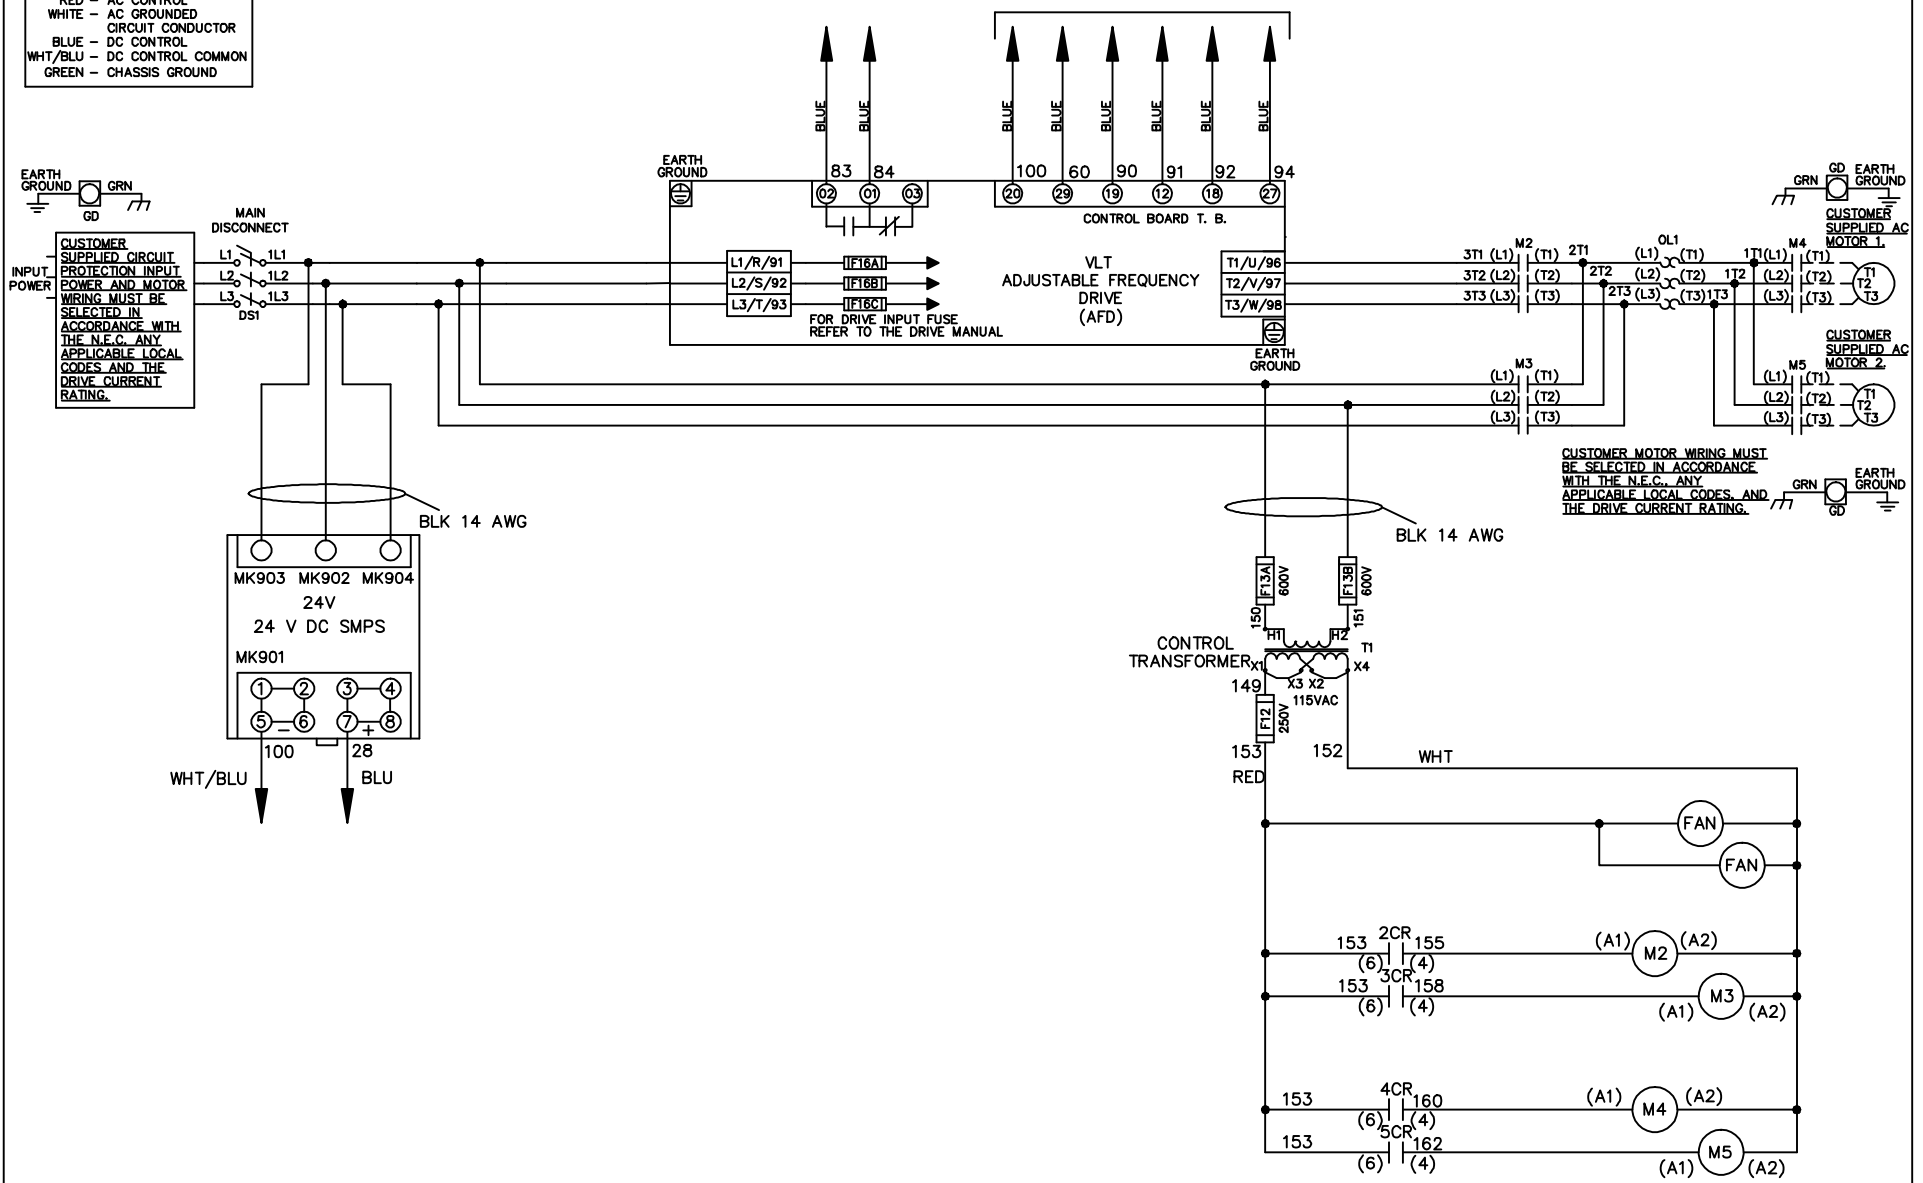 RED – AC CONTROL
WHITE – AC GROUNDED
CIRCUIT CONDUCTOR
BLUE – DC CONTROL
WHT/BLU – DC CONTROL COMMON
GREEN – CHASSIS GROUND
BLUE
BLUE
BLUE
BLUE
BLUE
BLUE
BLUE
BLUE
EARTH
GROUND
GRN
GD
MAIN
DISCONNECT
INPUT
POWER
CUSTOMER
SUPPLIED CIRCUIT
PROTECTION INPUT
POWER AND MOTOR
WIRING MUST BE
SELECTED IN
ACCORDANCE WITH
THE N.E.C. ANY
APPLICABLE LOCAL
CODES AND THE
DRIVE CURRENT
RATING.
L1 1L1
L2 1L2
L3 1L3
DS1
EARTH
GROUND
83 84
02 01 03
100 60 90 91 92 94
20 29 19 12 18 27
CONTROL BOARD T. B.
L1/R/91 F16A
L2/S/92 F16B
L3/T/93 F16C
FOR DRIVE INPUT FUSE
REFER TO THE DRIVE MANUAL
VLT
ADJUSTABLE FREQUENCY
DRIVE
(AFD)
T1/U/96
T2/V/97
T3/W/98
EARTH
GROUND
M2
3T1 (L1) (T1) 2T1
3T2 (L2) (T2) 2T2
3T3 (L3) (T3) 2T3
OL1
(L1) (T1) 1T1
(L2) (T2) 1T2
(L3) (T3) 1T3
M4
(L1) (T1)
(L2) (T2)
(L3) (T3)
T1
T2
T3
GRN
GD
EARTH
GROUND
CUSTOMER
SUPPLIED AC
MOTOR 1.
M3
(L1) (T1)
(L2) (T2)
(L3) (T3)
CUSTOMER
SUPPLIED AC
MOTOR 2.
M5
(L1) (T1)
(L2) (T2)
(L3) (T3)
T1
T2
T3
CUSTOMER MOTOR WIRING MUST
BE SELECTED IN ACCORDANCE
WITH THE N.E.C., ANY
APPLICABLE LOCAL CODES, AND
THE DRIVE CURRENT RATING.
GRN
GD
EARTH
GROUND
BLK 14 AWG
MK903 MK902 MK904
24V
24 V DC SMPS
MK901
1 2 3 4
5 6 7 8
– +
100 28
WHT/BLU BLU
BLK 14 AWG
F13A
600V
F13B
600V
150 151
H1 H2
T1
CONTROL
TRANSFORMER
X1 X4
X3 X2
115VAC
149
F12
250V
153 152
RED WHT
FAN
FAN
2CR
153 155
(6) (4)
(A1) M2 (A2)
3CR
153 158
(6) (4)
(A1) M3 (A2)
4CR
153 160
(6) (4)
(A1) M4 (A2)
5CR
153 162
(6) (4)
(A1) M5 (A2)